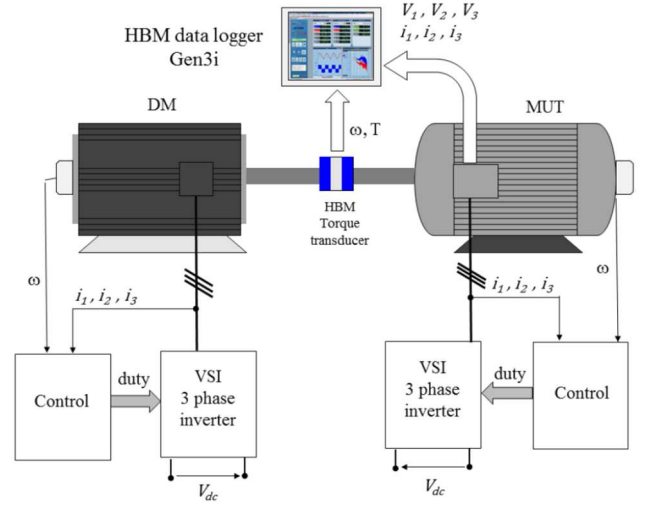 V1, V2, V3
i1, i2, i3
HBM data logger
Gen3i
DM
MUT
ω, T
HBM
Torque
transducer
ω
i1, i2, i3
i1, i2, i3
ω
Control
duty
VSI
3 phase
inverter
VSI
3 phase
inverter
duty
Control
Vdc
Vdc